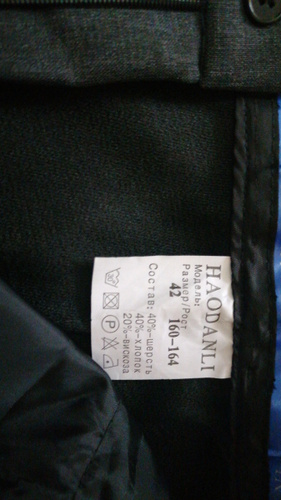 HAODANLI
Модель:
Размер/Рост
42 160-164
Состав: 40%-шерсть
40%-хлопок
20%-вискоза
P